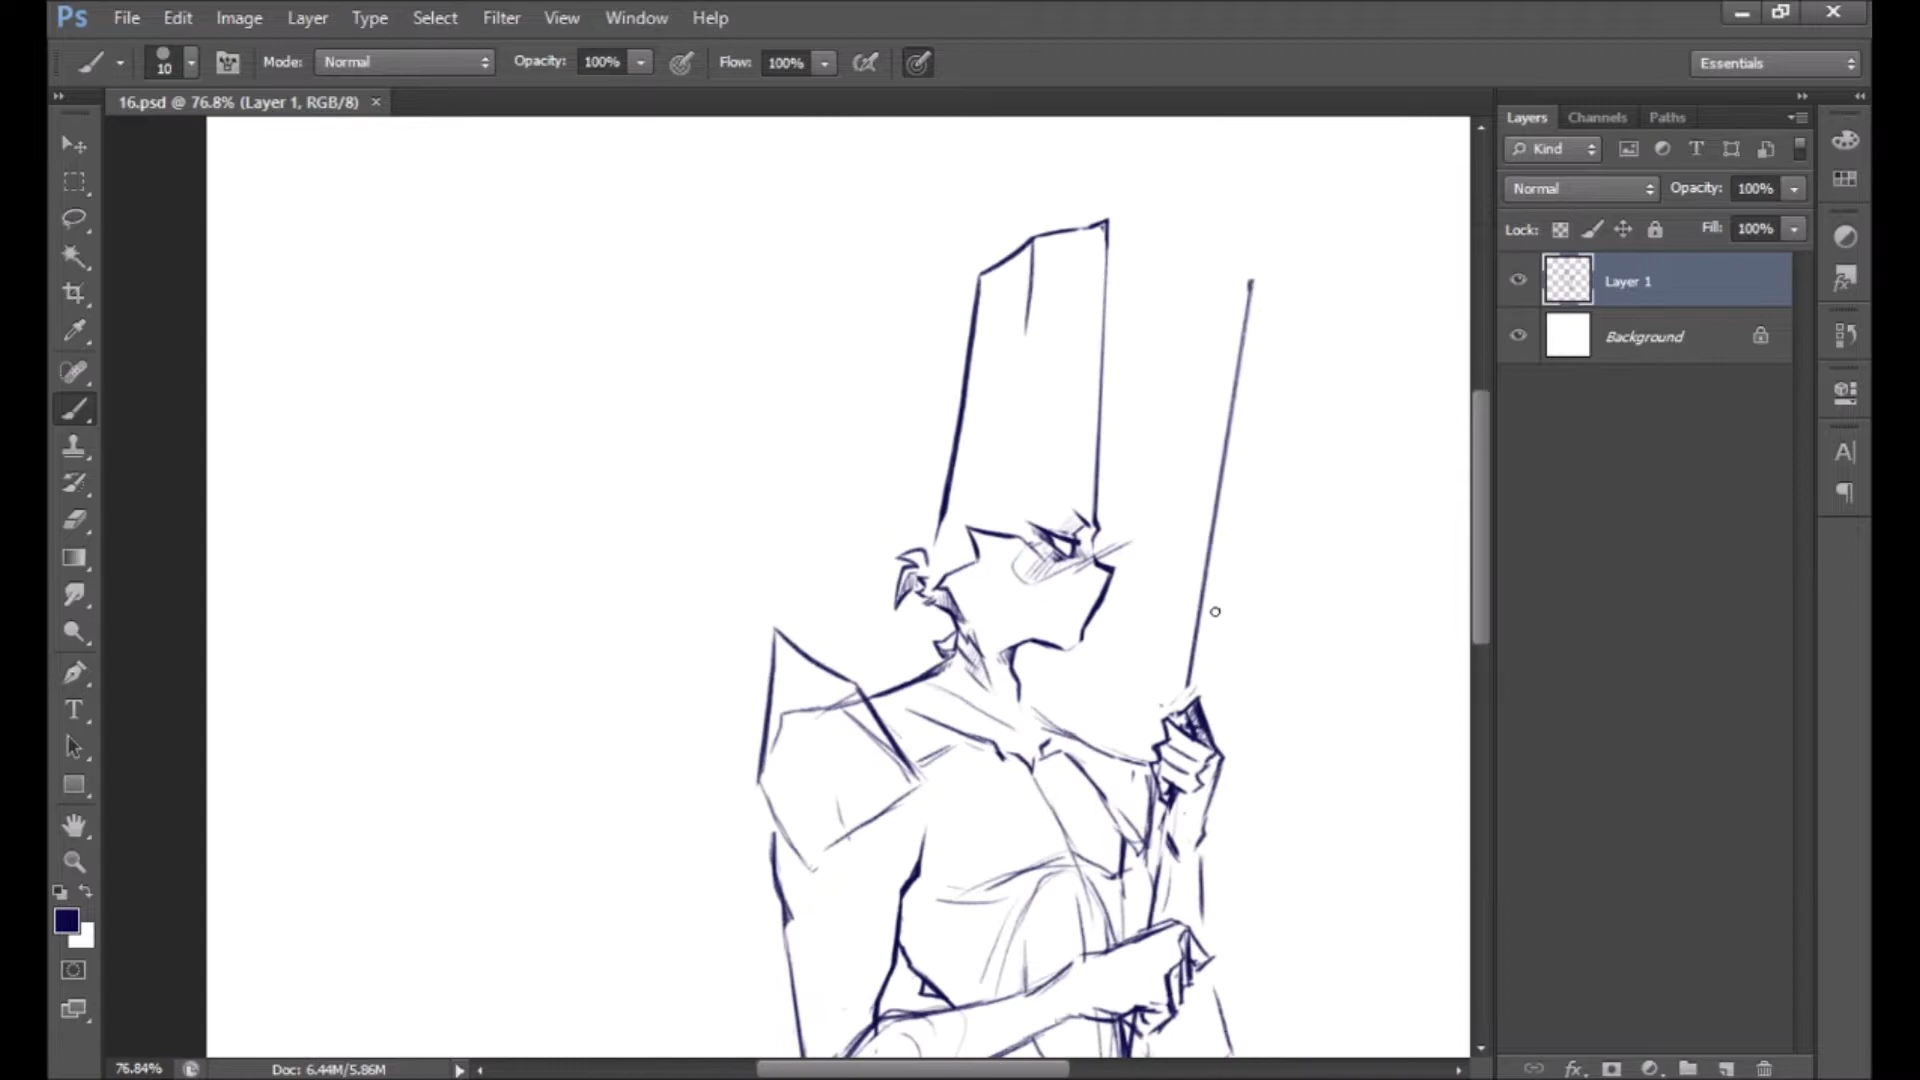 Ps File Edit Image Layer Type Select Filter View Window Help
10 Mode: Normal Opacity: 100% Flow: 100% Essentials
16.psd @ 76.8% (Layer 1, RGB/8) ×
Layers Channels Paths
Kind T
Normal Opacity: 100%
Lock: Fill: 100%
Layer 1
Background
A
T
76.84% Doc: 6.44M/5.86M
fx